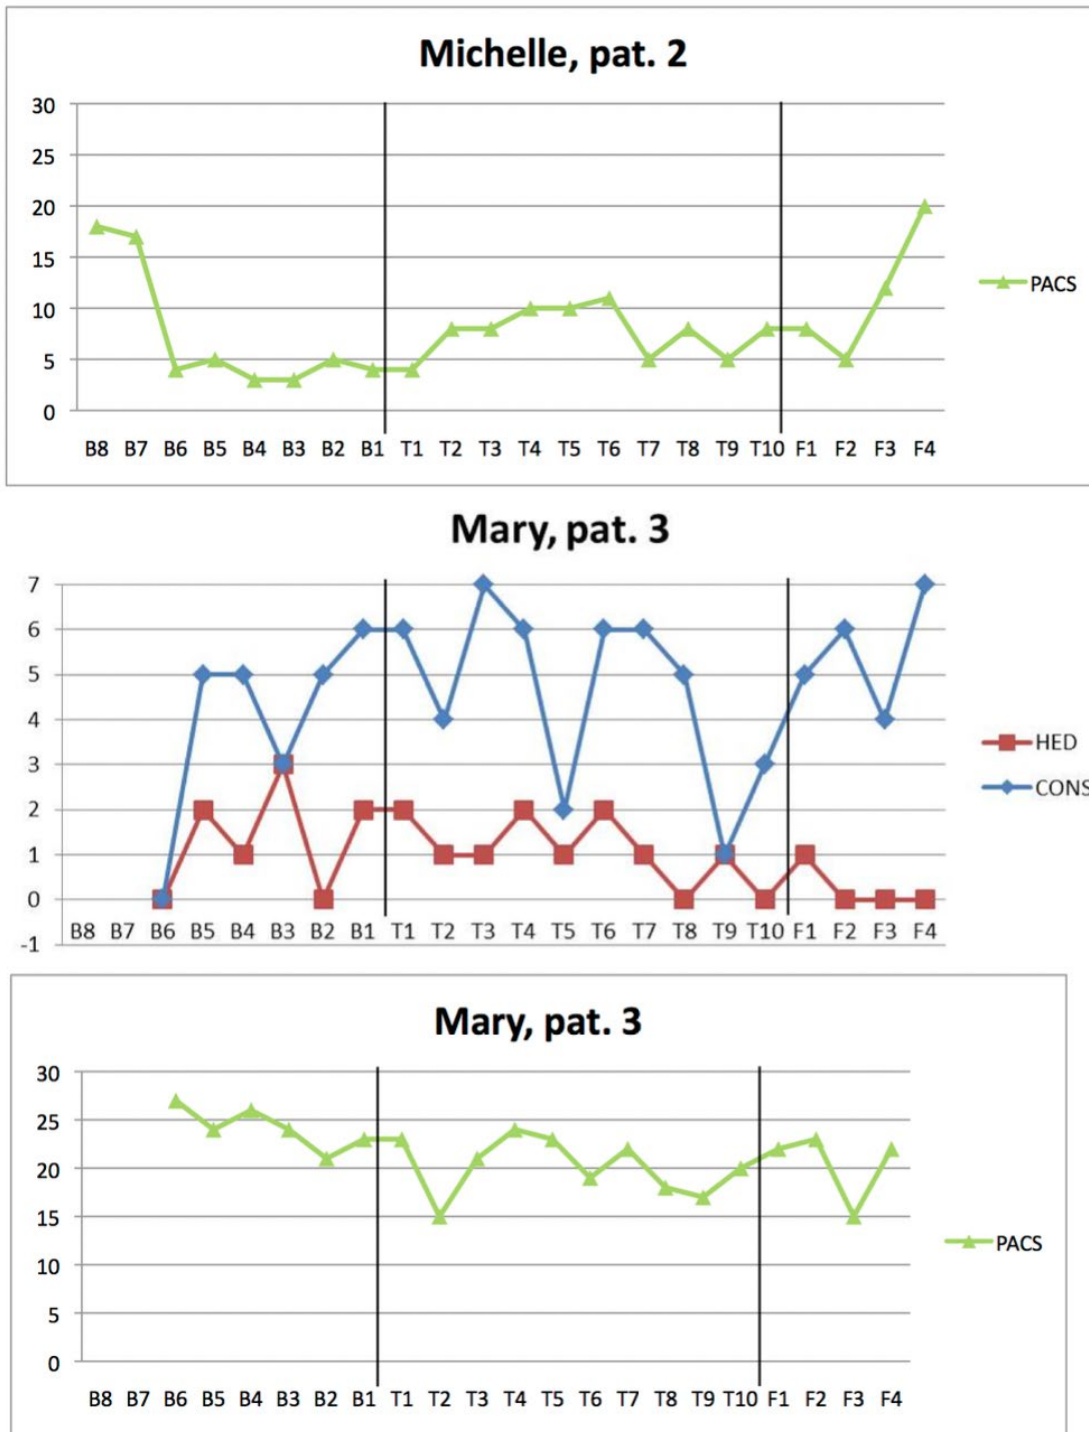 Michelle, pat. 2
30
25
20
15
10
5
0
B8 B7 B6 B5 B4 B3 B2 B1 T1 T2 T3 T4 T5 T6 T7 T8 T9 T10 F1 F2 F3 F4
PACS
Mary, pat. 3
7
6
5
4
3
2
1
0
-1
B8 B7 B6 B5 B4 B3 B2 B1 T1 T2 T3 T4 T5 T6 T7 T8 T9 T10 F1 F2 F3 F4
HED
CONS
Mary, pat. 3
30
25
20
15
10
5
0
B8 B7 B6 B5 B4 B3 B2 B1 T1 T2 T3 T4 T5 T6 T7 T8 T9 T10 F1 F2 F3 F4
PACS